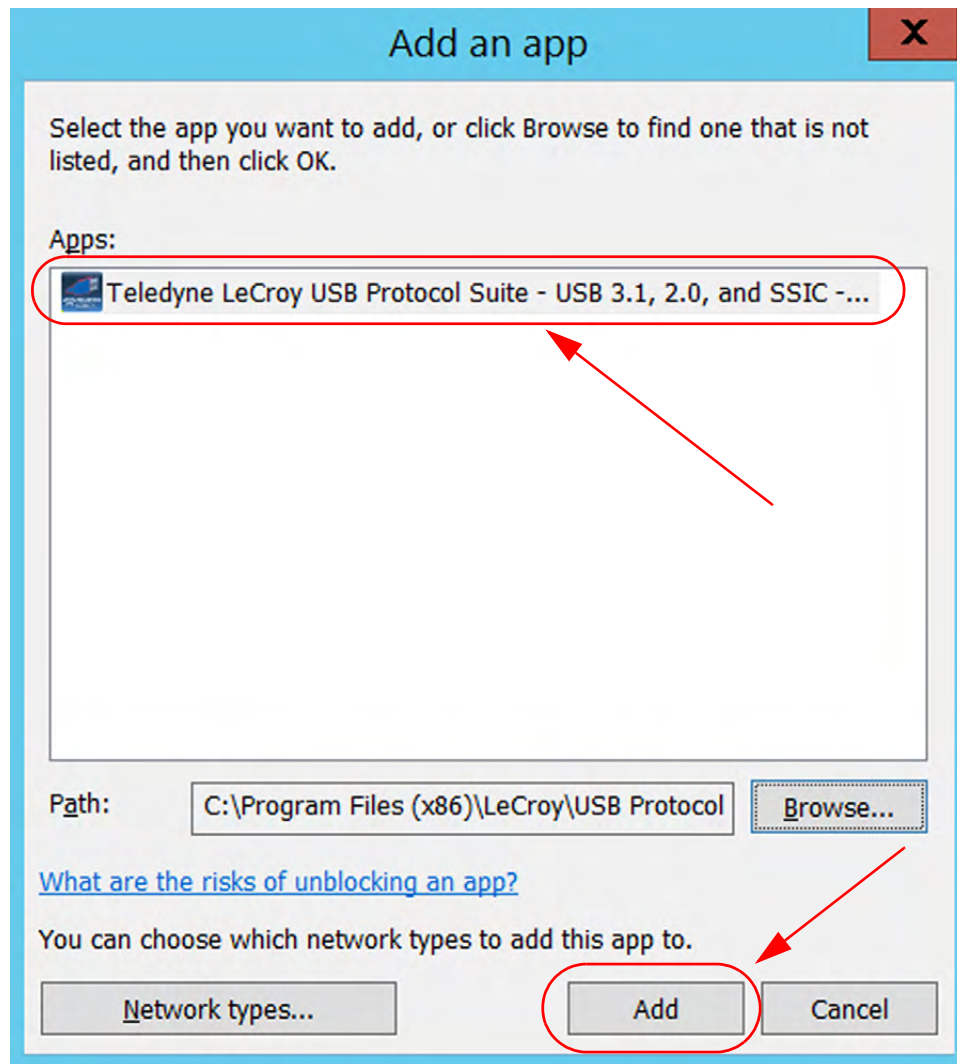 Add an app
X
Select the app you want to add, or click Browse to find one that is not
listed, and then click OK.
Apps:
Teledyne LeCroy USB Protocol Suite - USB 3.1, 2.0, and SSIC -...
Path:
C:\Program Files (x86)\LeCroy\USB Protocol
Browse...
What are the risks of unblocking an app?
You can choose which network types to add this app to.
Network types...
Add
Cancel